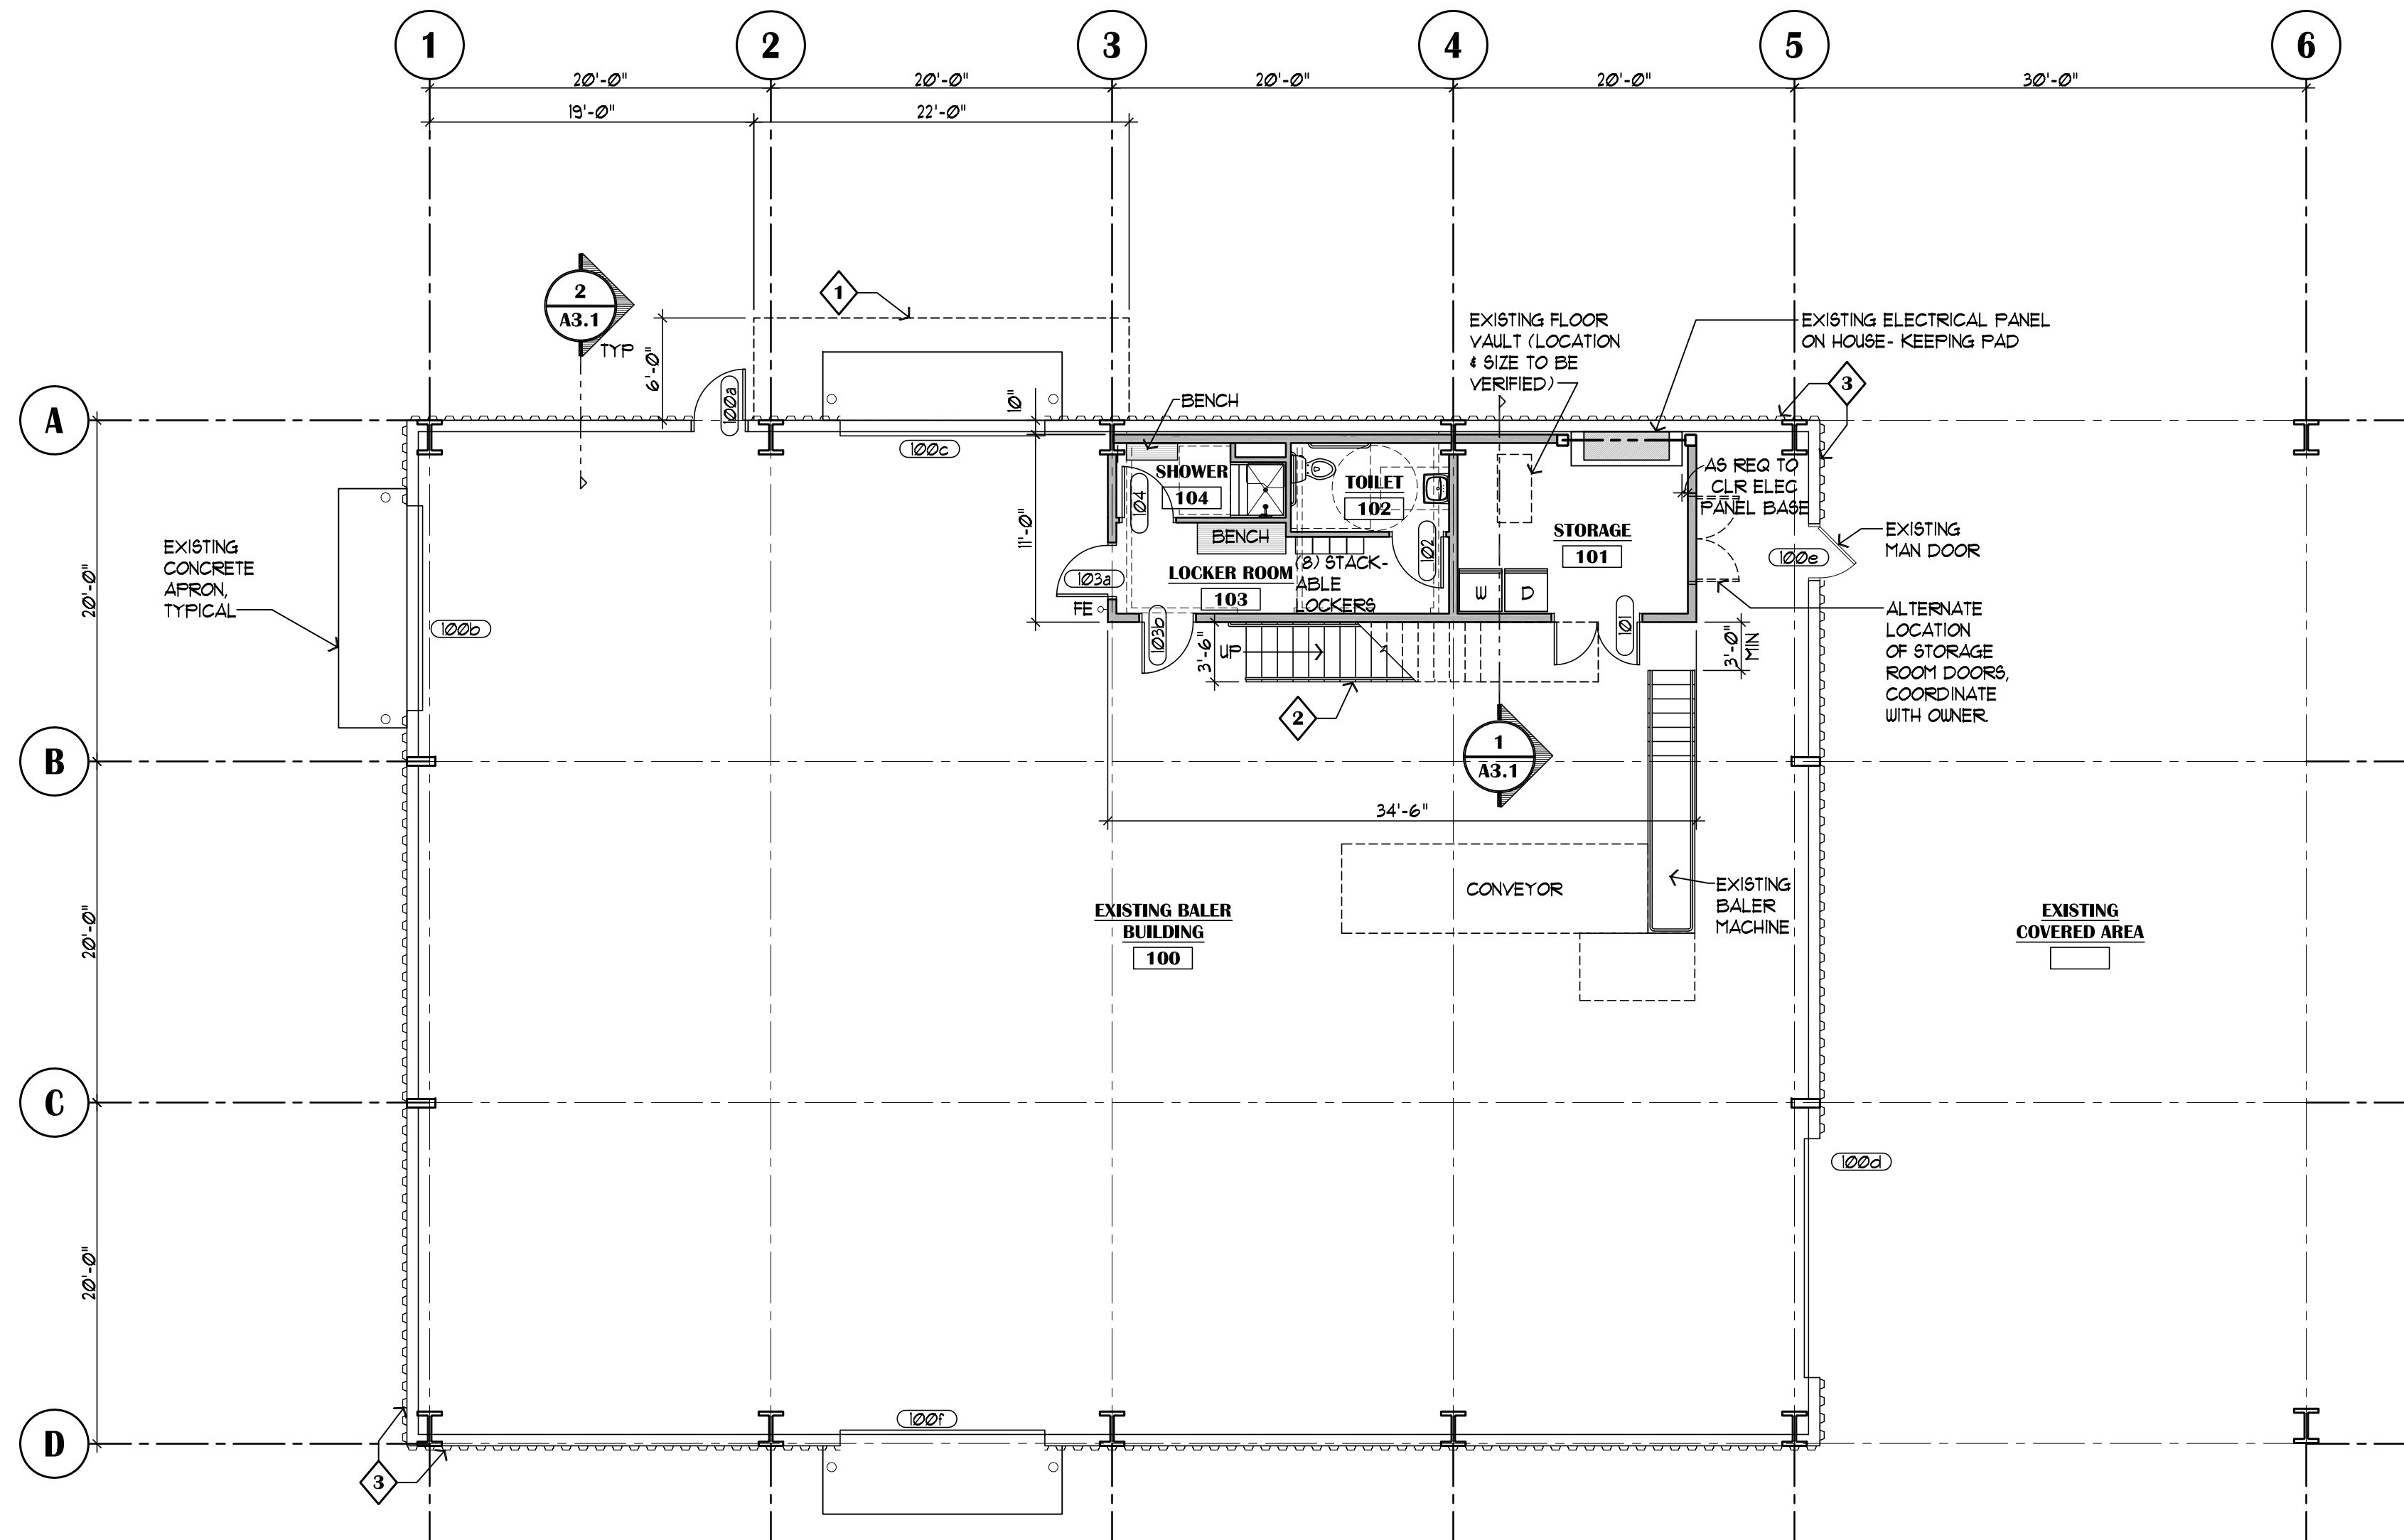 1
2
3
4
5
6
20'-0"
20'-0"
20'-0"
20'-0"
30'-0"
19'-0"
22'-0"
2
A3.1
TYP
1
6'-0"
10"
EXISTING FLOOR
VAULT (LOCATION
& SIZE TO BE
VERIFIED)
EXISTING ELECTRICAL PANEL
ON HOUSE- KEEPING PAD
3
A
100a
100c
BENCH
SHOWER
104
104
TOILET
102
102
AS REQ TO
CLR ELEC
PANEL BASE
STORAGE
101
11'-0"
BENCH
LOCKER ROOM
103
(8) STACK-
ABLE
LOCKERS
W
D
103a
FE
103b
101
100e
EXISTING
MAN DOOR
EXISTING
CONCRETE
APRON,
TYPICAL
100b
20'-0"
3'-6"
UP
3'-0"
MIN
ALTERNATE
LOCATION
OF STORAGE
ROOM DOORS,
COORDINATE
WITH OWNER.
2
1
A3.1
B
34'-6"
CONVEYOR
EXISTING
BALER
MACHINE
EXISTING BALER
BUILDING
100
EXISTING
COVERED AREA
20'-0"
C
100d
20'-0"
100f
D
3